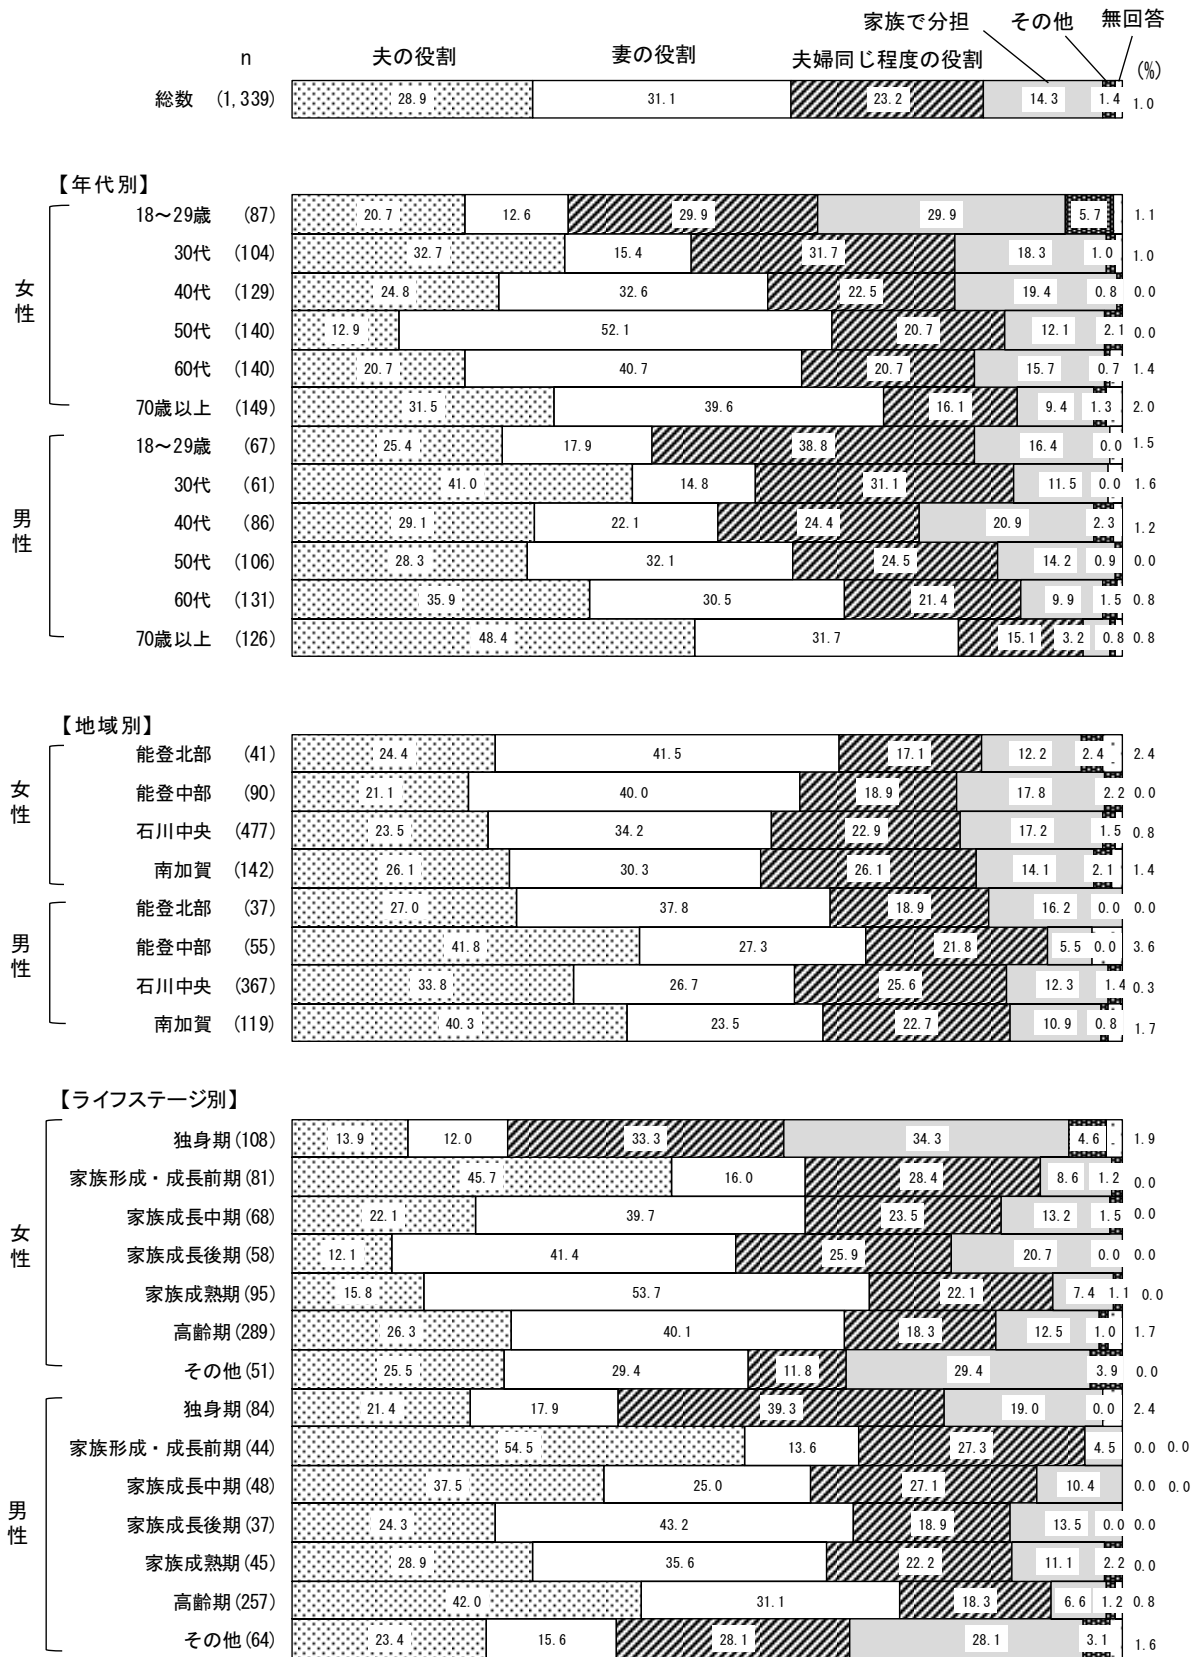 家族で分担 その他 無回答
n 夫の役割 妻の役割 夫婦同じ程度の役割
(%)
総数 (1,339) 28.9 31.1 23.2 14.3 1.4 1.0
【年代別】
女性
18～29歳 (87) 20.7 12.6 29.9 29.9 5.7 1.1
30代 (104) 32.7 15.4 31.7 18.3 1.0 1.0
40代 (129) 24.8 32.6 22.5 19.4 0.8 0.0
50代 (140) 12.9 52.1 20.7 12.1 2.1 0.0
60代 (140) 20.7 40.7 20.7 15.7 0.7 1.4
70歳以上 (149) 31.5 39.6 16.1 9.4 1.3 2.0
男性
18～29歳 (67) 25.4 17.9 38.8 16.4 0.0 1.5
30代 (61) 41.0 14.8 31.1 11.5 0.0 1.6
40代 (86) 29.1 22.1 24.4 20.9 2.3 1.2
50代 (106) 28.3 32.1 24.5 14.2 0.9 0.0
60代 (131) 35.9 30.5 21.4 9.9 1.5 0.8
70歳以上 (126) 48.4 31.7 15.1 3.2 0.8 0.8
【地域別】
女性
能登北部 (41) 24.4 41.5 17.1 12.2 2.4 2.4
能登中部 (90) 21.1 40.0 18.9 17.8 2.2 0.0
石川中央 (477) 23.5 34.2 22.9 17.2 1.5 0.8
南加賀 (142) 26.1 30.3 26.1 14.1 2.1 1.4
男性
能登北部 (37) 27.0 37.8 18.9 16.2 0.0 0.0
能登中部 (55) 41.8 27.3 21.8 5.5 0.0 3.6
石川中央 (367) 33.8 26.7 25.6 12.3 1.4 0.3
南加賀 (119) 40.3 23.5 22.7 10.9 0.8 1.7
【ライフステージ別】
女性
独身期(108) 13.9 12.0 33.3 34.3 4.6 1.9
家族形成・成長前期(81) 45.7 16.0 28.4 8.6 1.2 0.0
家族成長中期(68) 22.1 39.7 23.5 13.2 1.5 0.0
家族成長後期(58) 12.1 41.4 25.9 20.7 0.0 0.0
家族成熟期(95) 15.8 53.7 22.1 7.4 1.1 0.0
高齢期(289) 26.3 40.1 18.3 12.5 1.0 1.7
その他(51) 25.5 29.4 11.8 29.4 3.9 0.0
男性
独身期(84) 21.4 17.9 39.3 19.0 0.0 2.4
家族形成・成長前期(44) 54.5 13.6 27.3 4.5 0.0 0.0
家族成長中期(48) 37.5 25.0 27.1 10.4 0.0 0.0
家族成長後期(37) 24.3 43.2 18.9 13.5 0.0 0.0
家族成熟期(45) 28.9 35.6 22.2 11.1 2.2 0.0
高齢期(257) 42.0 31.1 18.3 6.6 1.2 0.8
その他(64) 23.4 15.6 28.1 28.1 3.1 1.6